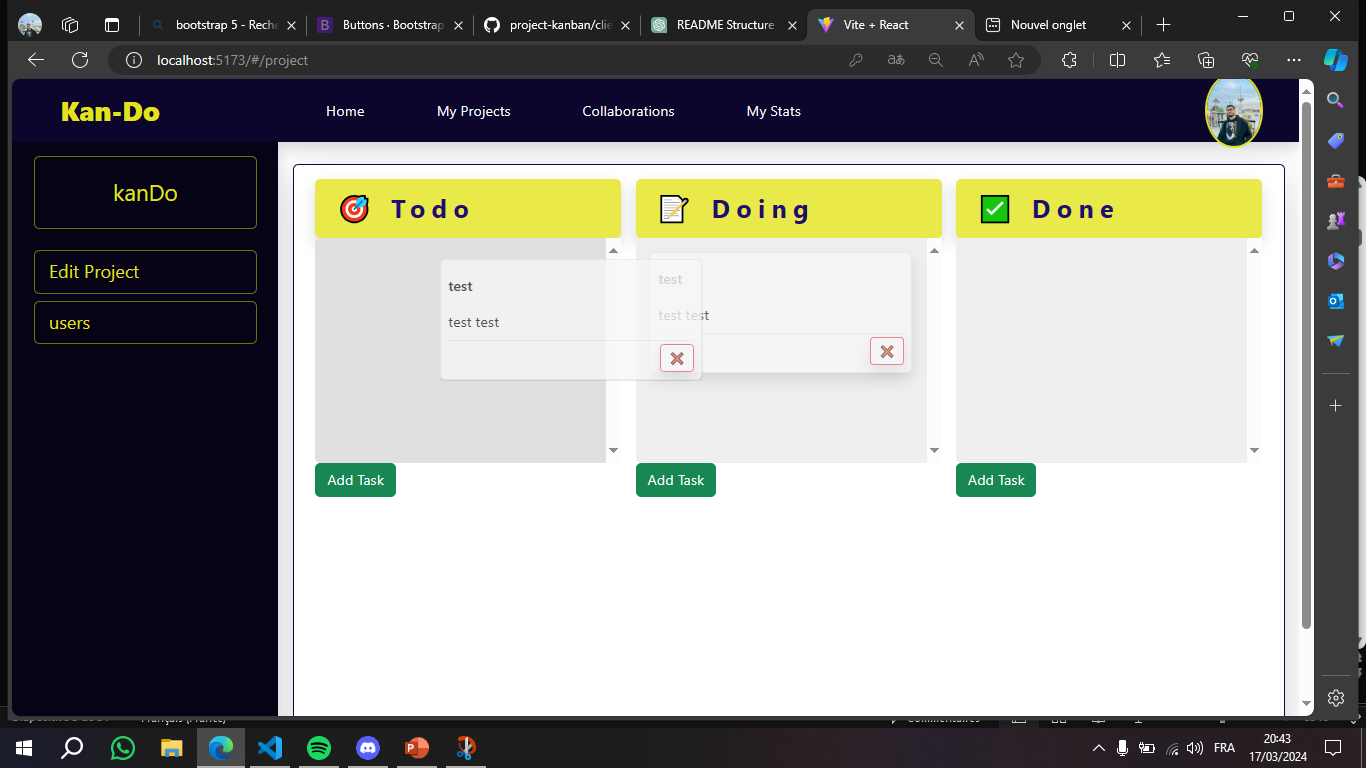 bootstrap 5 - Reche
Buttons · Bootstrap
project-kanban/clie
README Structure
Vite + React
Nouvel onglet
localhost:5173/#/project
Kan-Do
Home
My Projects
Collaborations
My Stats
kanDo
Edit Project
users
Todo
Doing
Done
test
test test
test
test test
Add Task
Add Task
Add Task
FRA
20:43
17/03/2024